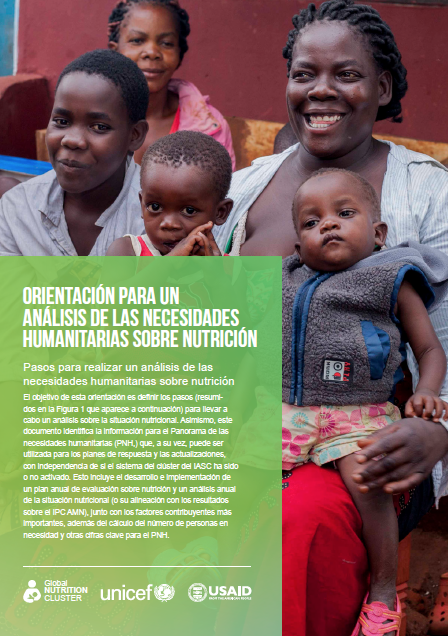 ORIENTACIÓN PARA UN
ANÁLISIS DE LAS NECESIDADES
HUMANITARIAS SOBRE NUTRICIÓN
Pasos para realizar un análisis de las
necesidades humanitarias sobre nutrición
El objetivo de esta orientación es definir los pasos (resumi-
dos en la Figura 1 que aparece a continuación) para llevar a
cabo un análisis sobre la situación nutricional. Asimismo, este
documento identifica la información para el Panorama de las
necesidades humanitarias (PNH,) que, a su vez, puede ser
utilizada para los planes de respuesta y las actualizaciones,
con independencia de si el sistema del clúster del IASC ha sido
o no activado. Esto incluye el desarrollo e implementación de
un plan anual de evaluación sobre nutrición y un análisis anual
de la situación nutricional (o su alineación con los resultados
sobre el IPC AMN), junto con los factores contribuyentes más
importantes, además del cálculo del número de personas en
necesidad y otras cifras clave para el PNH.
Global
NUTRITION
CLUSTER
unicef
USAID
FROM THE AMERICAN PEOPLE